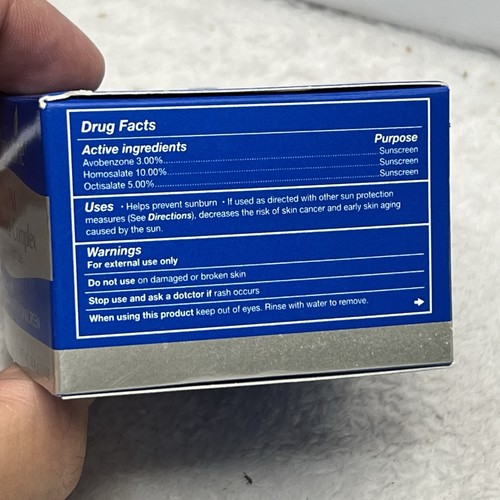 Drug Facts
Active ingredients Purpose
Avobenzone 3.00%.......Sunscreen
Homosalate 10.00%.......Sunscreen
Octisalate 5.00%.......Sunscreen
Uses • Helps prevent sunburn • If used as directed with other sun protection
measures (See Directions), decreases the risk of skin cancer and early skin aging
caused by the sun.
Warnings
For external use only
Do not use on damaged or broken skin
Stop use and ask a dotctor if rash occurs
When using this product keep out of eyes. Rinse with water to remove.